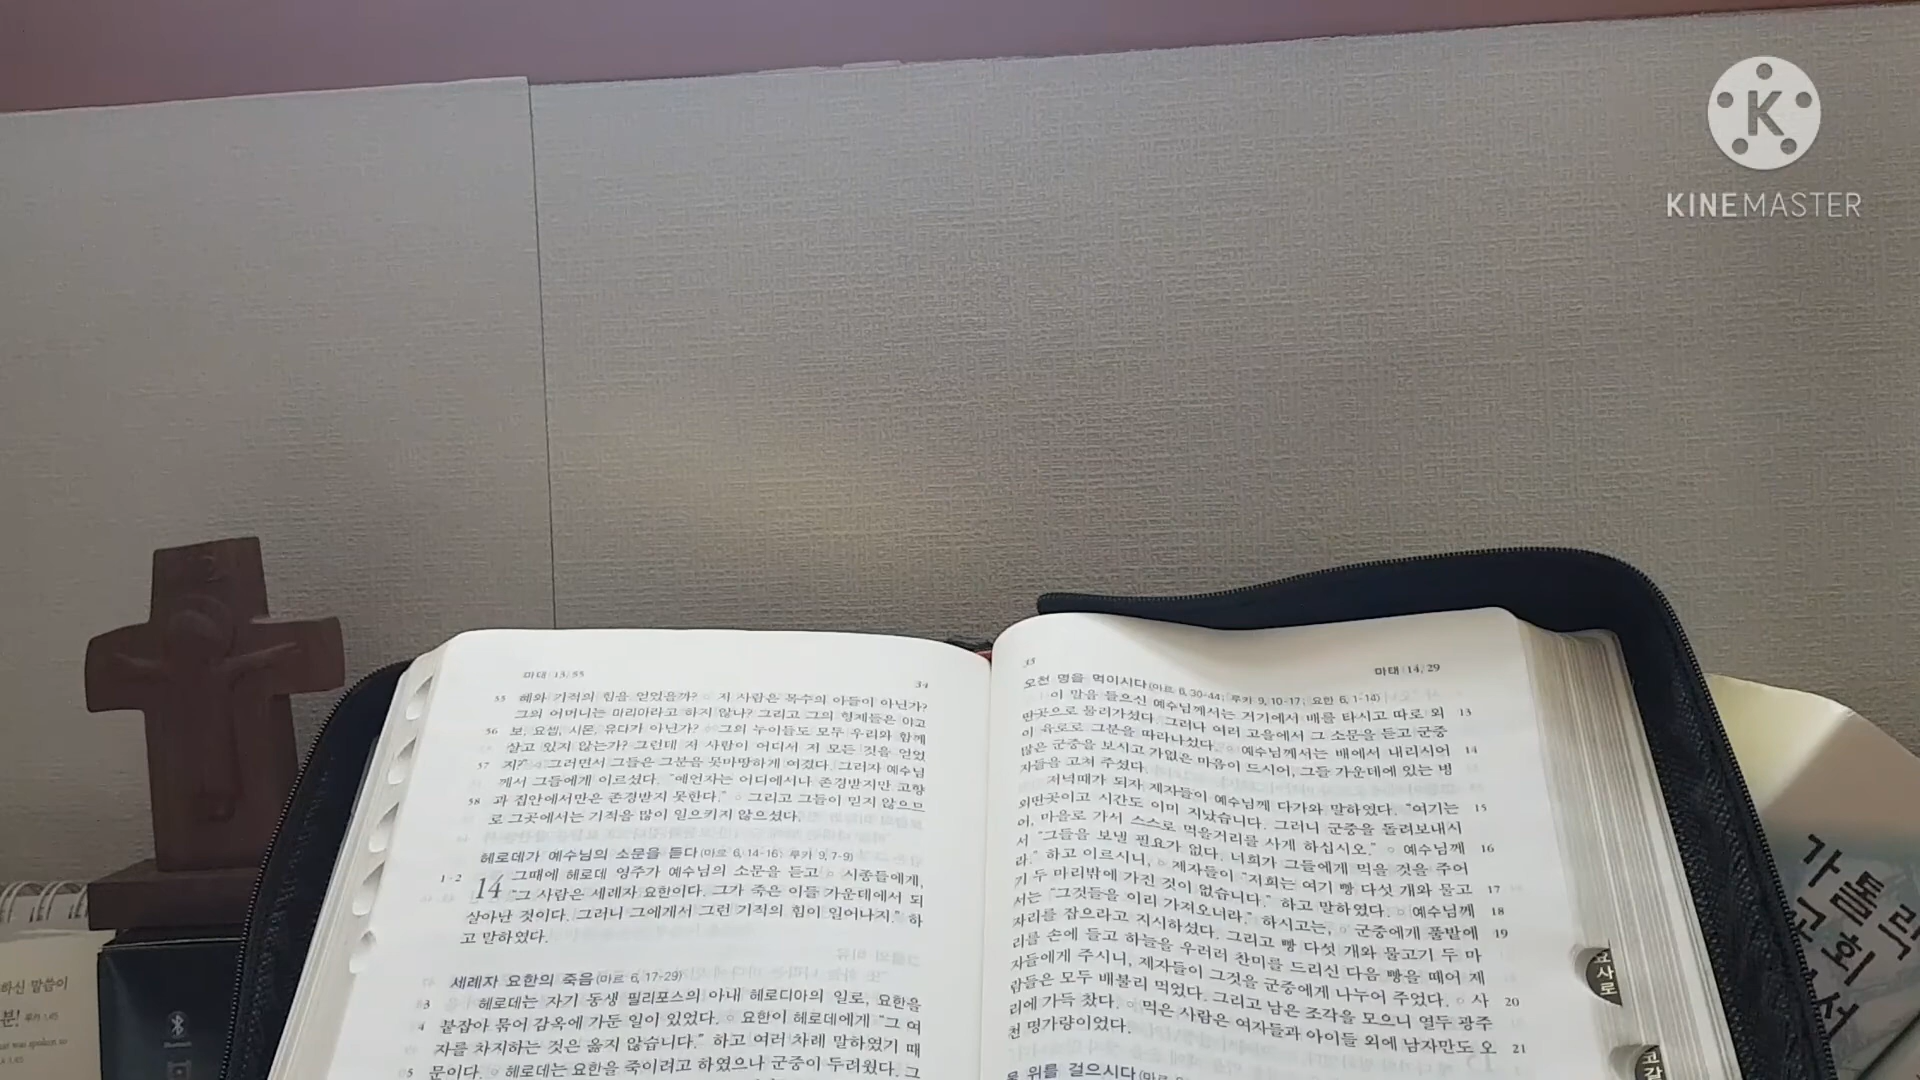 KINEMASTER
마태 13,55
34
55 혜와 기적의 힘을 얻었을까? ○ 저 사람은 목수의 아들이 아닌가?
그의 어머니는 마리아라고 하지 않나? 그리고 그의 형제들은 야고
56 보, 요셉, 시몬, 유다가 아닌가? ○ 그의 누이들도 모두 우리와 함께
살고 있지 않는가? 그런데 저 사람이 어디서 저 모든 것을 얻었
57 지?” ○ 그러면서 그들은 그분을 못마땅하게 여겼다. 그러자 예수님
께서 그들에게 이르셨다. “예언자는 어디에서나 존경받지만 고향
58 과 집안에서만은 존경받지 못한다.” ○ 그리고 그들이 믿지 않으므
로 그곳에서는 기적을 많이 일으키지 않으셨다.
헤로데가 예수님의 소문을 듣다(마르 6,14-16; 루카 9,7-9)
1-2 14 그때에 헤로데 영주가 예수님의 소문을 듣고 ○ 시종들에게,
“그 사람은 세례자 요한이다. 그가 죽은 이들 가운데에서 되
살아난 것이다. 그러니 그에게서 그런 기적의 힘이 일어나지.” 하
고 말하였다.
세례자 요한의 죽음(마르 6,17-29)
3 헤로데는 자기 동생 필리포스의 아내 헤로디아의 일로, 요한을
4 붙잡아 묶어 감옥에 가둔 일이 있었다. ○ 요한이 헤로데에게 “그 여
자를 차지하는 것은 옳지 않습니다.” 하고 여러 차례 말하였기 때
5 문이다. ○ 헤로데는 요한을 죽이려고 하였으나 군중이 두려웠다. 그
35
마태 14,29
오천 명을 먹이시다(마르 6,30-44; 루카 9,10-17; 요한 6,1-14)
이 말을 들으신 예수님께서는 거기에서 배를 타시고 따로 외 13
딴곳으로 물러가셨다. 그러나 여러 고을에서 그 소문을 듣고 군중
이 육로로 그분을 따라나섰다. ○ 예수님께서는 배에서 내리시어 14
많은 군중을 보시고 가엾은 마음이 드시어, 그들 가운데에 있는 병
자들을 고쳐 주셨다.
저녁때가 되자 제자들이 예수님께 다가와 말하였다. “여기는 15
외딴곳이고 시간도 이미 지났습니다. 그러니 군중을 돌려보내시
어, 마을로 가서 스스로 먹을거리를 사게 하십시오.” ○ 예수님께 16
서 “그들을 보낼 필요가 없다. 너희가 그들에게 먹을 것을 주어
라.” 하고 이르시니, ○ 제자들이 “저희는 여기 빵 다섯 개와 물고 17
기 두 마리밖에 가진 것이 없습니다.” 하고 말하였다. ○ 예수님께 18
서는 “그것들을 이리 가져오너라.” 하시고는, ○ 군중에게 풀밭에 19
자리를 잡으라고 지시하셨다. 그리고 빵 다섯 개와 물고기 두 마
리를 손에 들고 하늘을 우러러 찬미를 드리신 다음 빵을 떼어 제
자들에게 주시니, 제자들이 그것을 군중에게 나누어 주었다. ○ 사 20
람들은 모두 배불리 먹었다. 그리고 남은 조각을 모으니 열두 광주
리에 가득 찼다. ○ 먹은 사람은 여자들과 아이들 외에 남자만도 오 21
천 명가량이었다.
위를 걸으시다
요사로
코갈
가톨릭
교회
하신 말씀이
분! 루카 1,45
was spoken to
1,45
Bluetooth